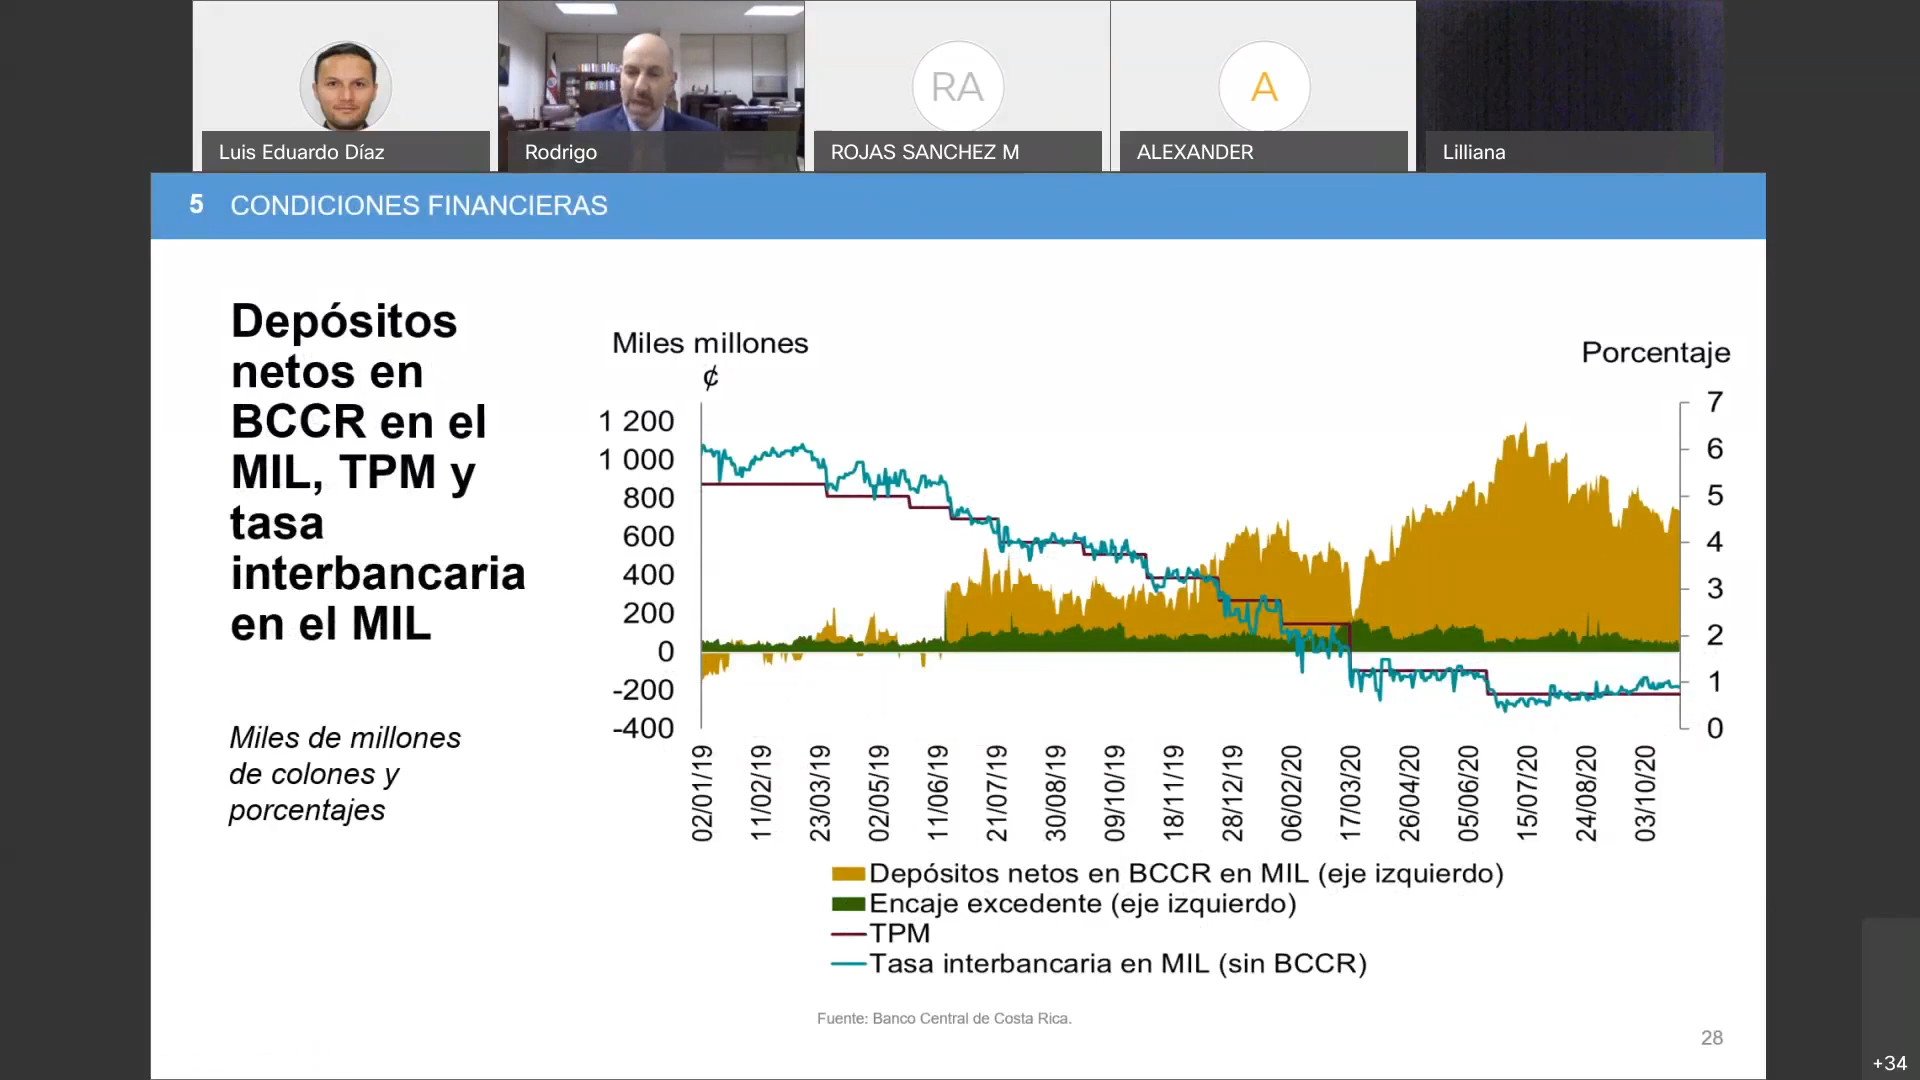 Luis Eduardo Díaz
Rodrigo
RA
ROJAS SANCHEZ M
A
ALEXANDER
Lilliana
5 CONDICIONES FINANCIERAS
Depósitos
netos en
BCCR en el
MIL, TPM y
tasa
interbancaria
en el MIL
Miles de millones
de colones y
porcentajes
Miles millones
₡
Porcentaje
1 200
1 000
800
600
400
200
0
-200
-400
7
6
5
4
3
2
1
0
02/01/19
11/02/19
23/03/19
02/05/19
11/06/19
21/07/19
30/08/19
09/10/19
18/11/19
28/12/19
06/02/20
17/03/20
26/04/20
05/06/20
15/07/20
24/08/20
03/10/20
Depósitos netos en BCCR en MIL (eje izquierdo)
Encaje excedente (eje izquierdo)
TPM
Tasa interbancaria en MIL (sin BCCR)
Fuente: Banco Central de Costa Rica.
28
+34